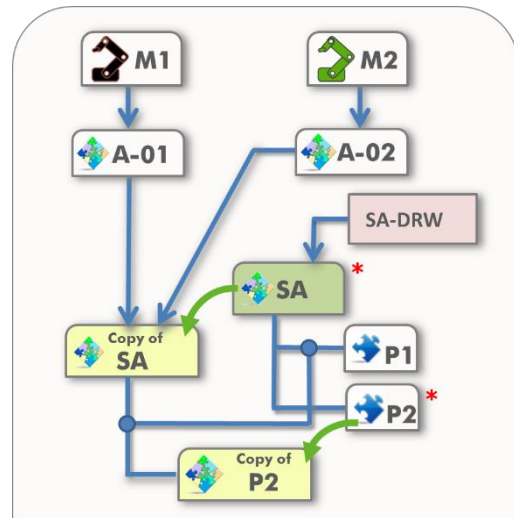 M1
M2
A-01
A-02
SA-DRW
SA *
Copy of
SA
P1
P2 *
Copy of
P2